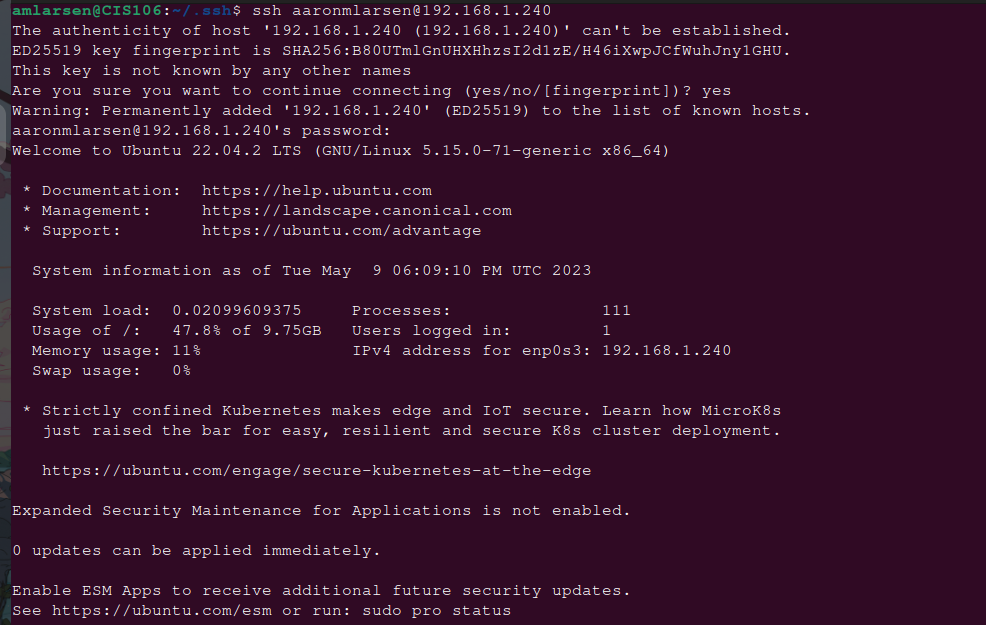 amlarsen@CIS106:~/.ssh$ ssh aaronmlarsen@192.168.1.240
The authenticity of host '192.168.1.240 (192.168.1.240)' can't be established.
ED25519 key fingerprint is SHA256:B80UTmlGnUHXHhzsI2d1zE/H46iXwpJCfWuhJny1GHU.
This key is not known by any other names
Are you sure you want to continue connecting (yes/no/[fingerprint])? yes
Warning: Permanently added '192.168.1.240' (ED25519) to the list of known hosts.
aaronmlarsen@192.168.1.240's password:
Welcome to Ubuntu 22.04.2 LTS (GNU/Linux 5.15.0-71-generic x86_64)

 * Documentation:  https://help.ubuntu.com
 * Management:     https://landscape.canonical.com
 * Support:        https://ubuntu.com/advantage

  System information as of Tue May  9 06:09:10 PM UTC 2023

  System load:  0.02099609375     Processes:               111
  Usage of /:   47.8% of 9.75GB   Users logged in:         1
  Memory usage: 11%               IPv4 address for enp0s3: 192.168.1.240
  Swap usage:   0%

 * Strictly confined Kubernetes makes edge and IoT secure. Learn how MicroK8s
   just raised the bar for easy, resilient and secure K8s cluster deployment.

   https://ubuntu.com/engage/secure-kubernetes-at-the-edge

Expanded Security Maintenance for Applications is not enabled.

0 updates can be applied immediately.

Enable ESM Apps to receive additional future security updates.
See https://ubuntu.com/esm or run: sudo pro status